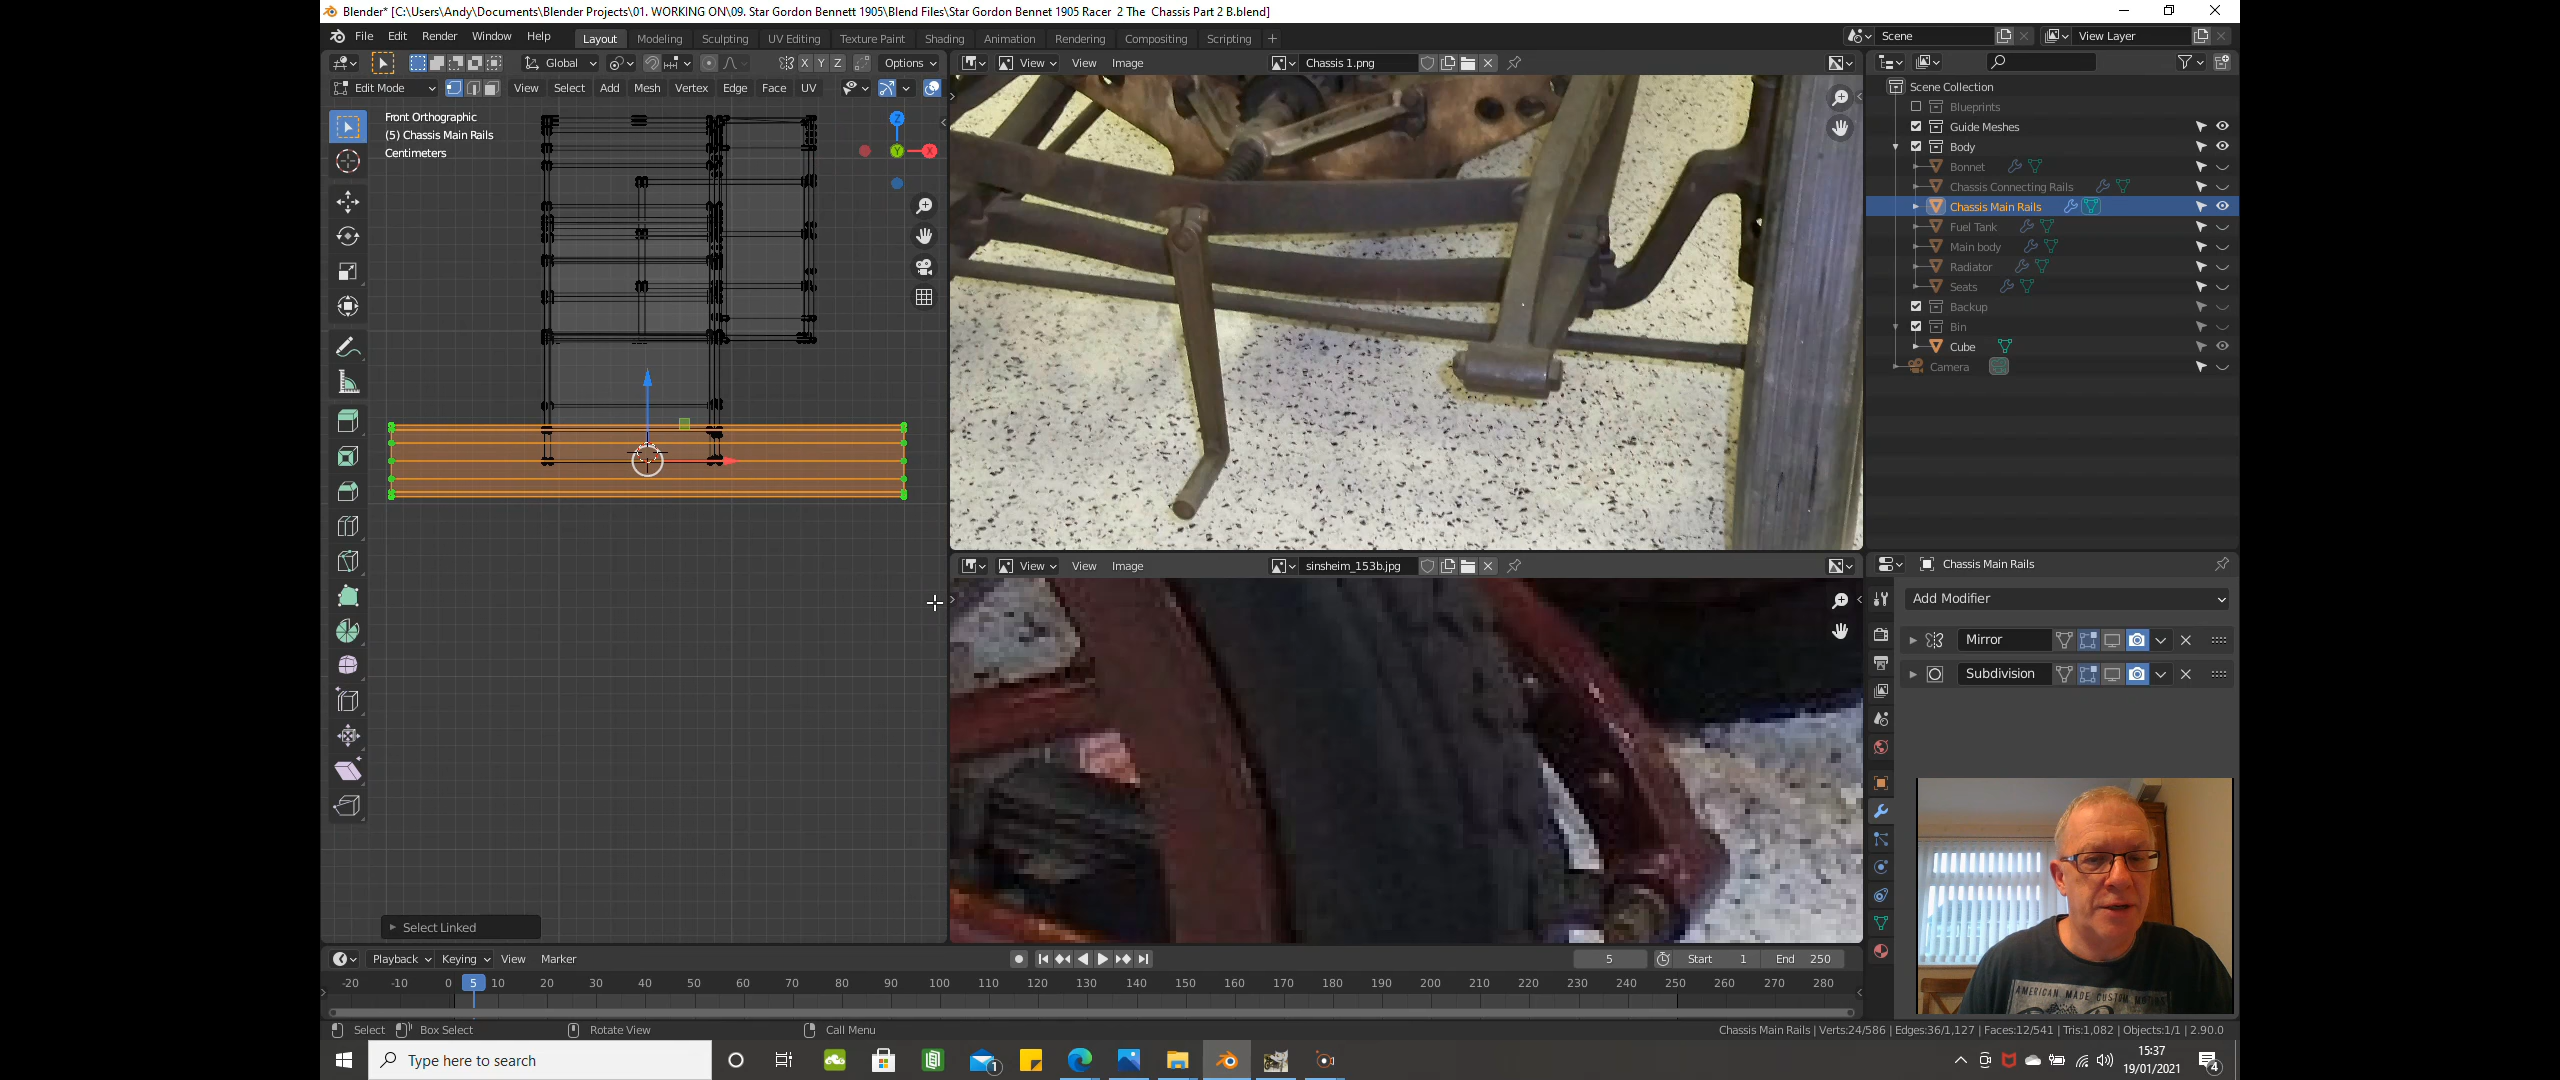 Blender* [C:\Users\Andy\Documents\Blender Projects\01. WORKING ON\09. Star Gordon Bennett 1905\Blend Files\Star Gordon Bennet 1905 Racer  2 The  Chassis Part 2 B.blend]
File Edit Render Window Help Layout Modeling Sculpting UV Editing Texture Paint Shading Animation Rendering Compositing Scripting + Scene View Layer
Global X Y Z Options View View Image Chassis 1.png
Edit Mode View Select Add Mesh Vertex Edge Face UV
Front Orthographic
(5) Chassis Main Rails
Centimeters
Z
Y
X
Scene Collection
Blueprints
Guide Meshes
Body
Bonnet
Chassis Connecting Rails
Chassis Main Rails
Fuel Tank
Main body
Radiator
Seats
Backup
Bin
Cube
Camera
View View Image sinsheim_153b.jpg
Chassis Main Rails
Add Modifier
Mirror
Subdivision
Select Linked
AMERICAN MADE CUSTOM
Playback Keying View Marker 5 Start 1 End 250
-20 -10 0 5 10 20 30 40 50 60 70 80 90 100 110 120 130 140 150 160 170 180 190 200 210 220 230 240 250 260 270 280
Select Box Select Rotate View Call Menu Chassis Main Rails | Verts:24/586 | Edges:36/1,127 | Faces:12/541 | Tris:1,082 | Objects:1/1 | 2.90.0
Type here to search
1
15:37
19/01/2021
4